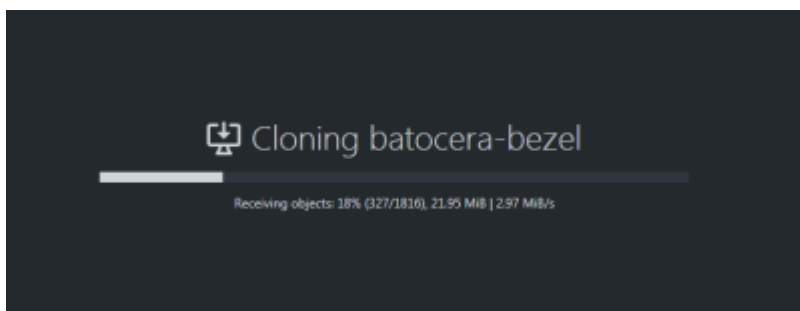 Cloning batocera-bezel
Receiving objects: 18% (327/1816), 21.95 MiB | 2.97 MiB/s